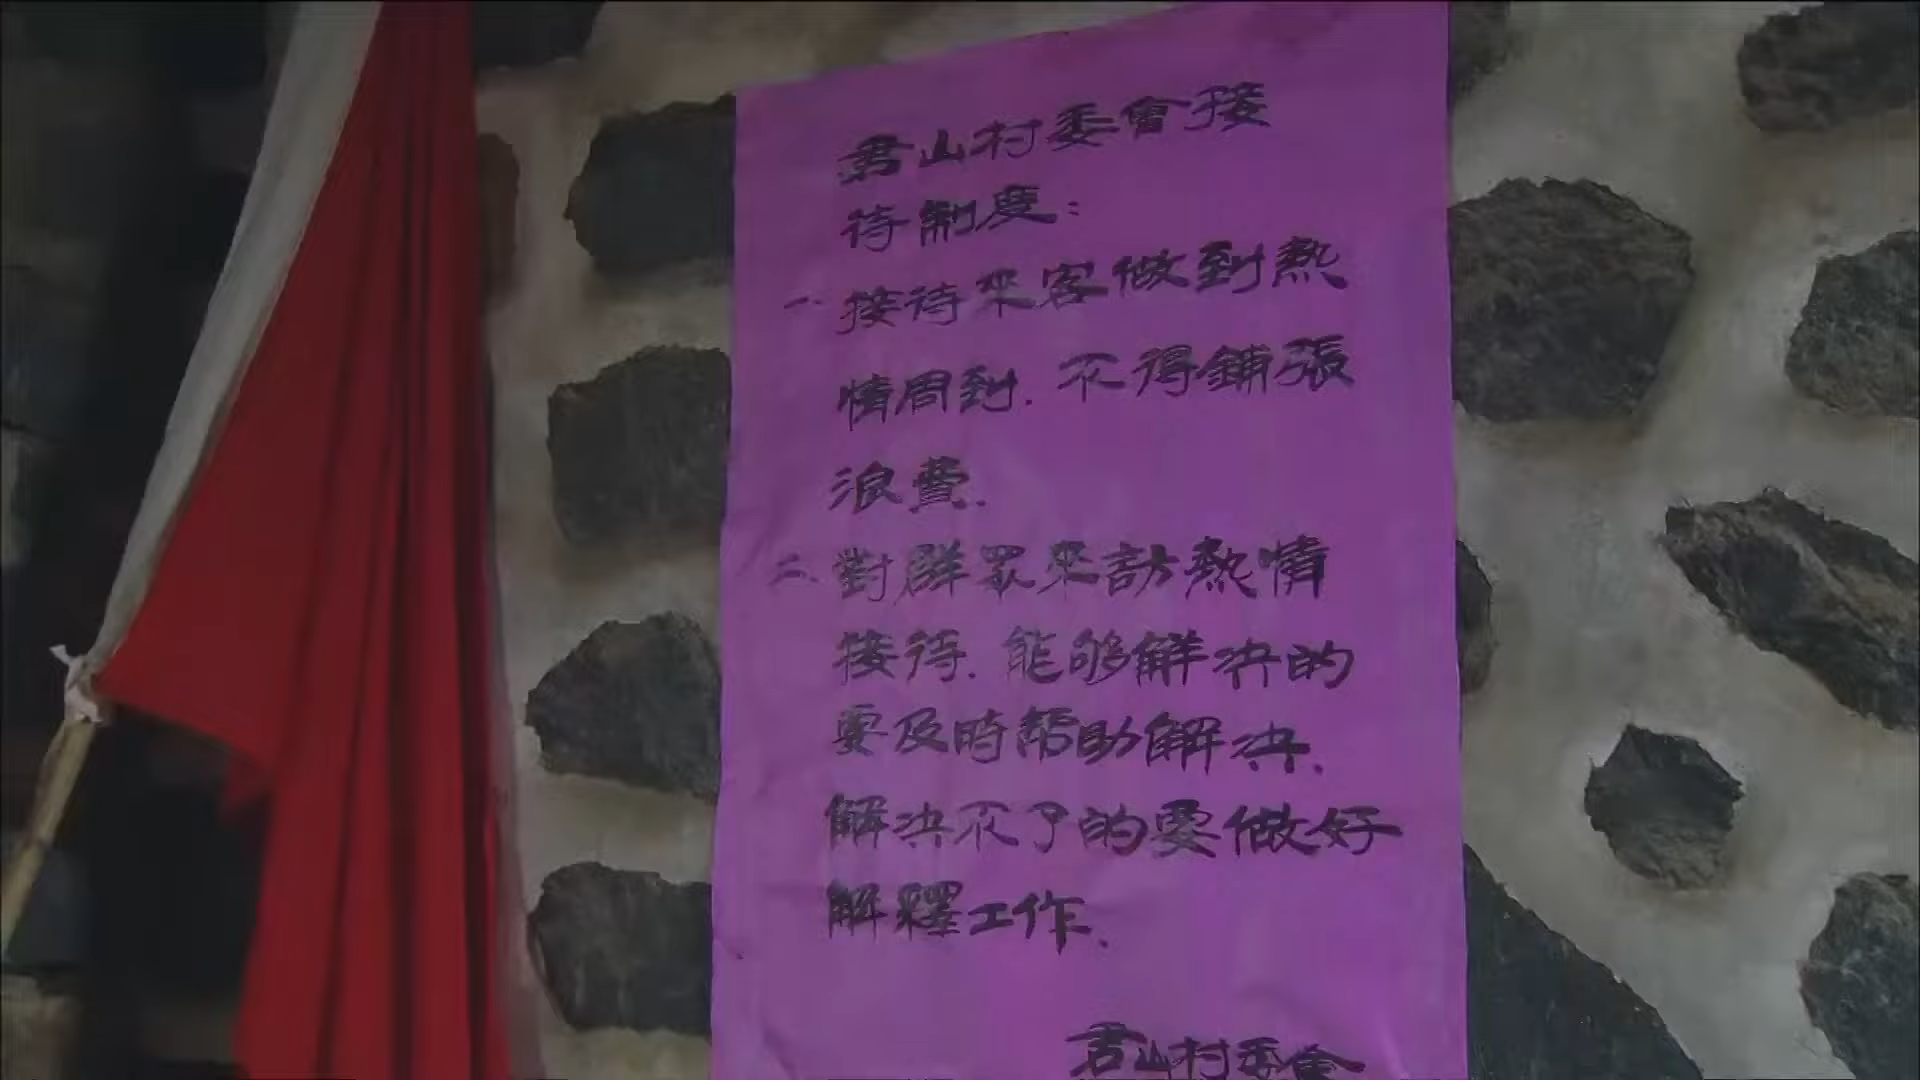 君山村委會接
待制度：
一、接待來客做到熱
情周到.不得鋪張
浪費.
二、對群眾來訪熱情
接待.能够解决的
要及時幫助解决.
解决不了的要做好
解釋工作.
君山村委會